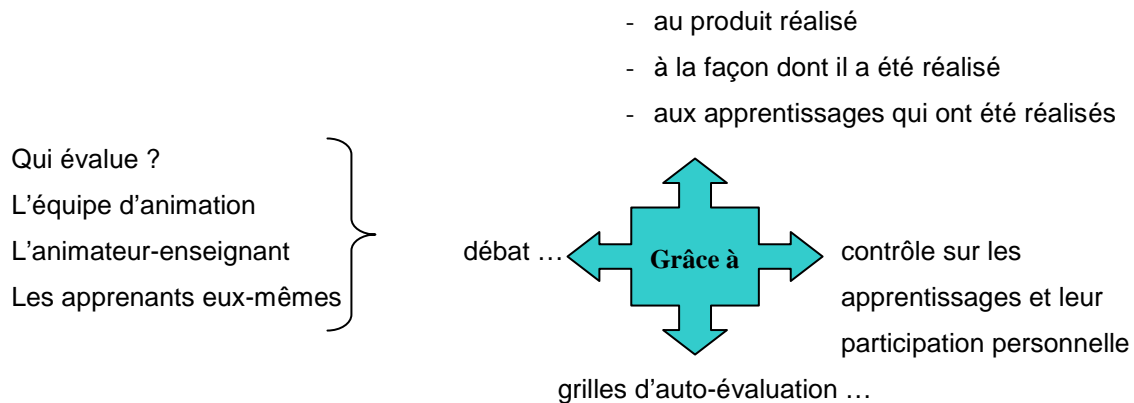 - au produit réalisé
- à la façon dont il a été réalisé
- aux apprentissages qui ont été réalisés
Qui évalue ?
L’équipe d’animation
L’animateur-enseignant
Les apprenants eux-mêmes
débat …
Grâce à
contrôle sur les
apprentissages et leur
participation personnelle
grilles d’auto-évaluation …